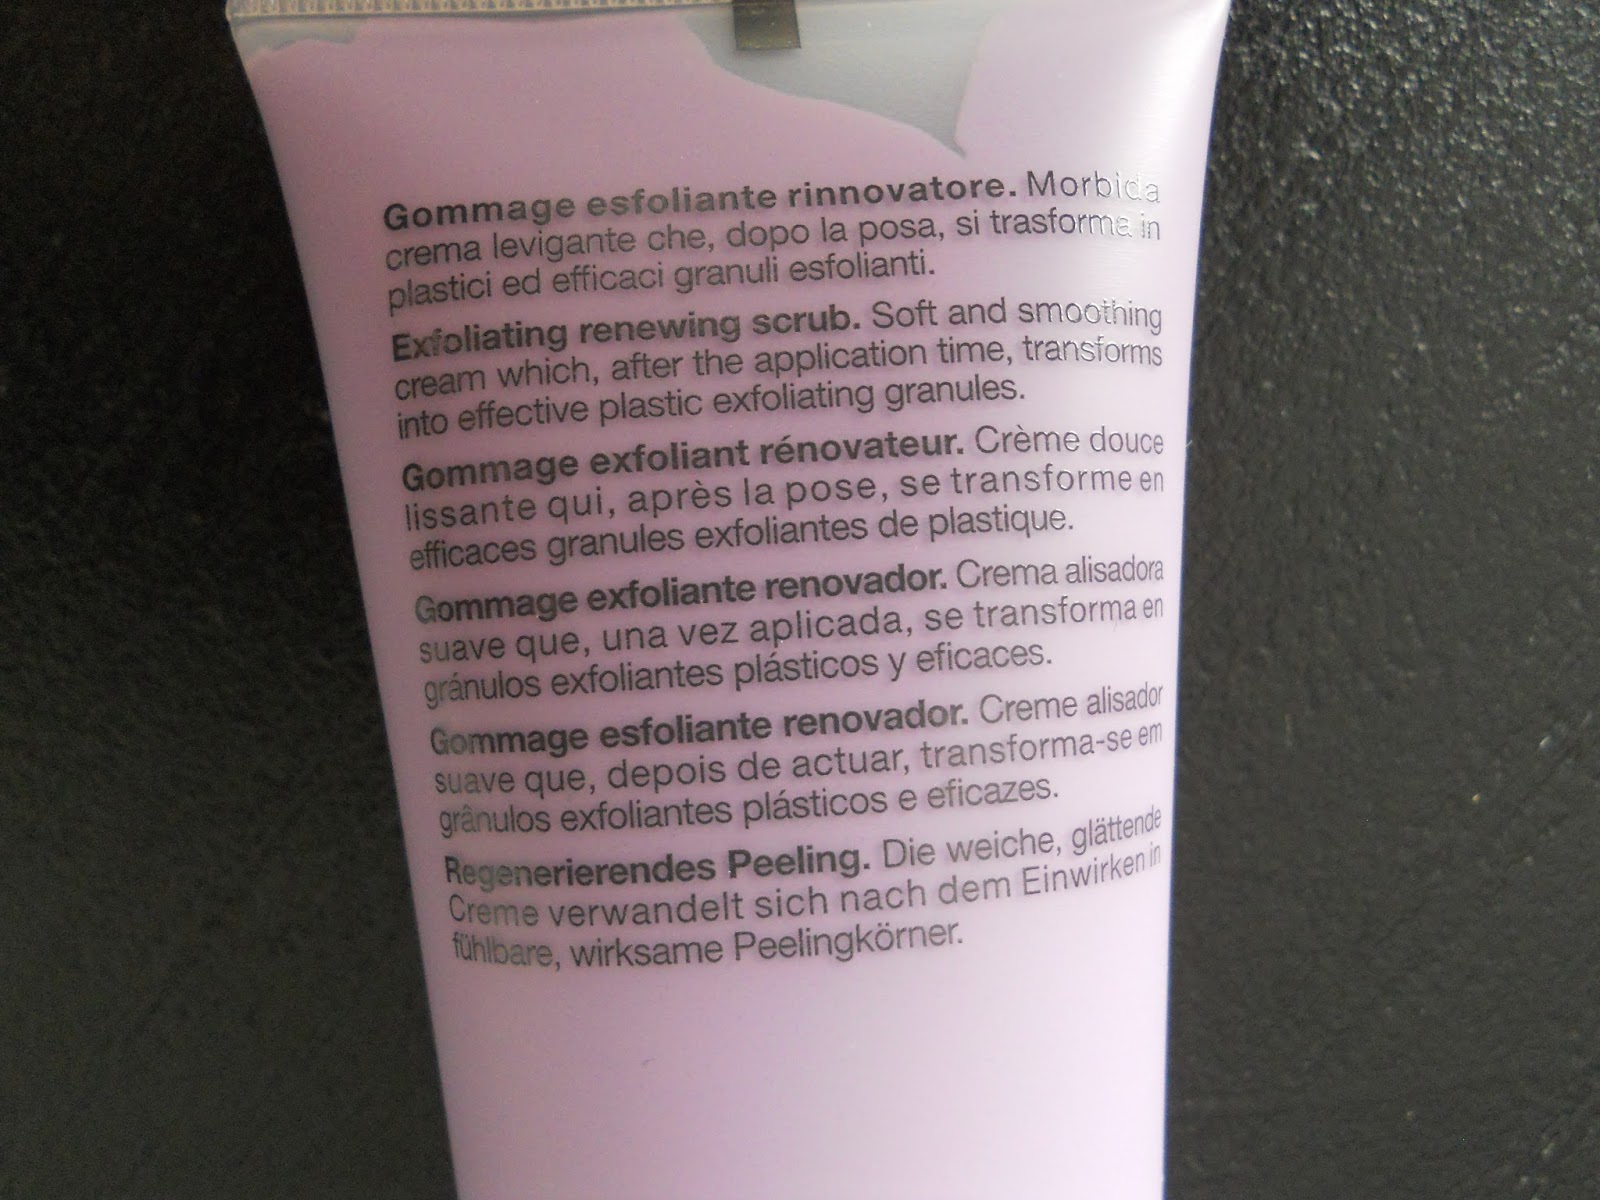 Gommage esfoliante rinnovatore. Morbida
crema levigante che, dopo la posa, si trasforma in
plastici ed efficaci granuli esfolianti.
Exfoliating renewing scrub. Soft and smoothing
cream which, after the application time, transforms
into effective plastic exfoliating granules.
Gommage exfoliant rénovateur. Crème douce
lissante qui, après la pose, se transforme en
efficaces granules exfoliantes de plastique.
Gommage exfoliante renovador. Crema alisadora
suave que, una vez aplicada, se transforma en
gránulos exfoliantes plásticos y eficaces.
Gommage esfoliante renovador. Creme alisador
suave que, depois de actuar, transforma-se em
grânulos exfoliantes plásticos e eficazes.
Regenerierendes Peeling. Die weiche, glättende
Creme verwandelt sich nach dem Einwirken in
fühlbare, wirksame Peelingkörner.